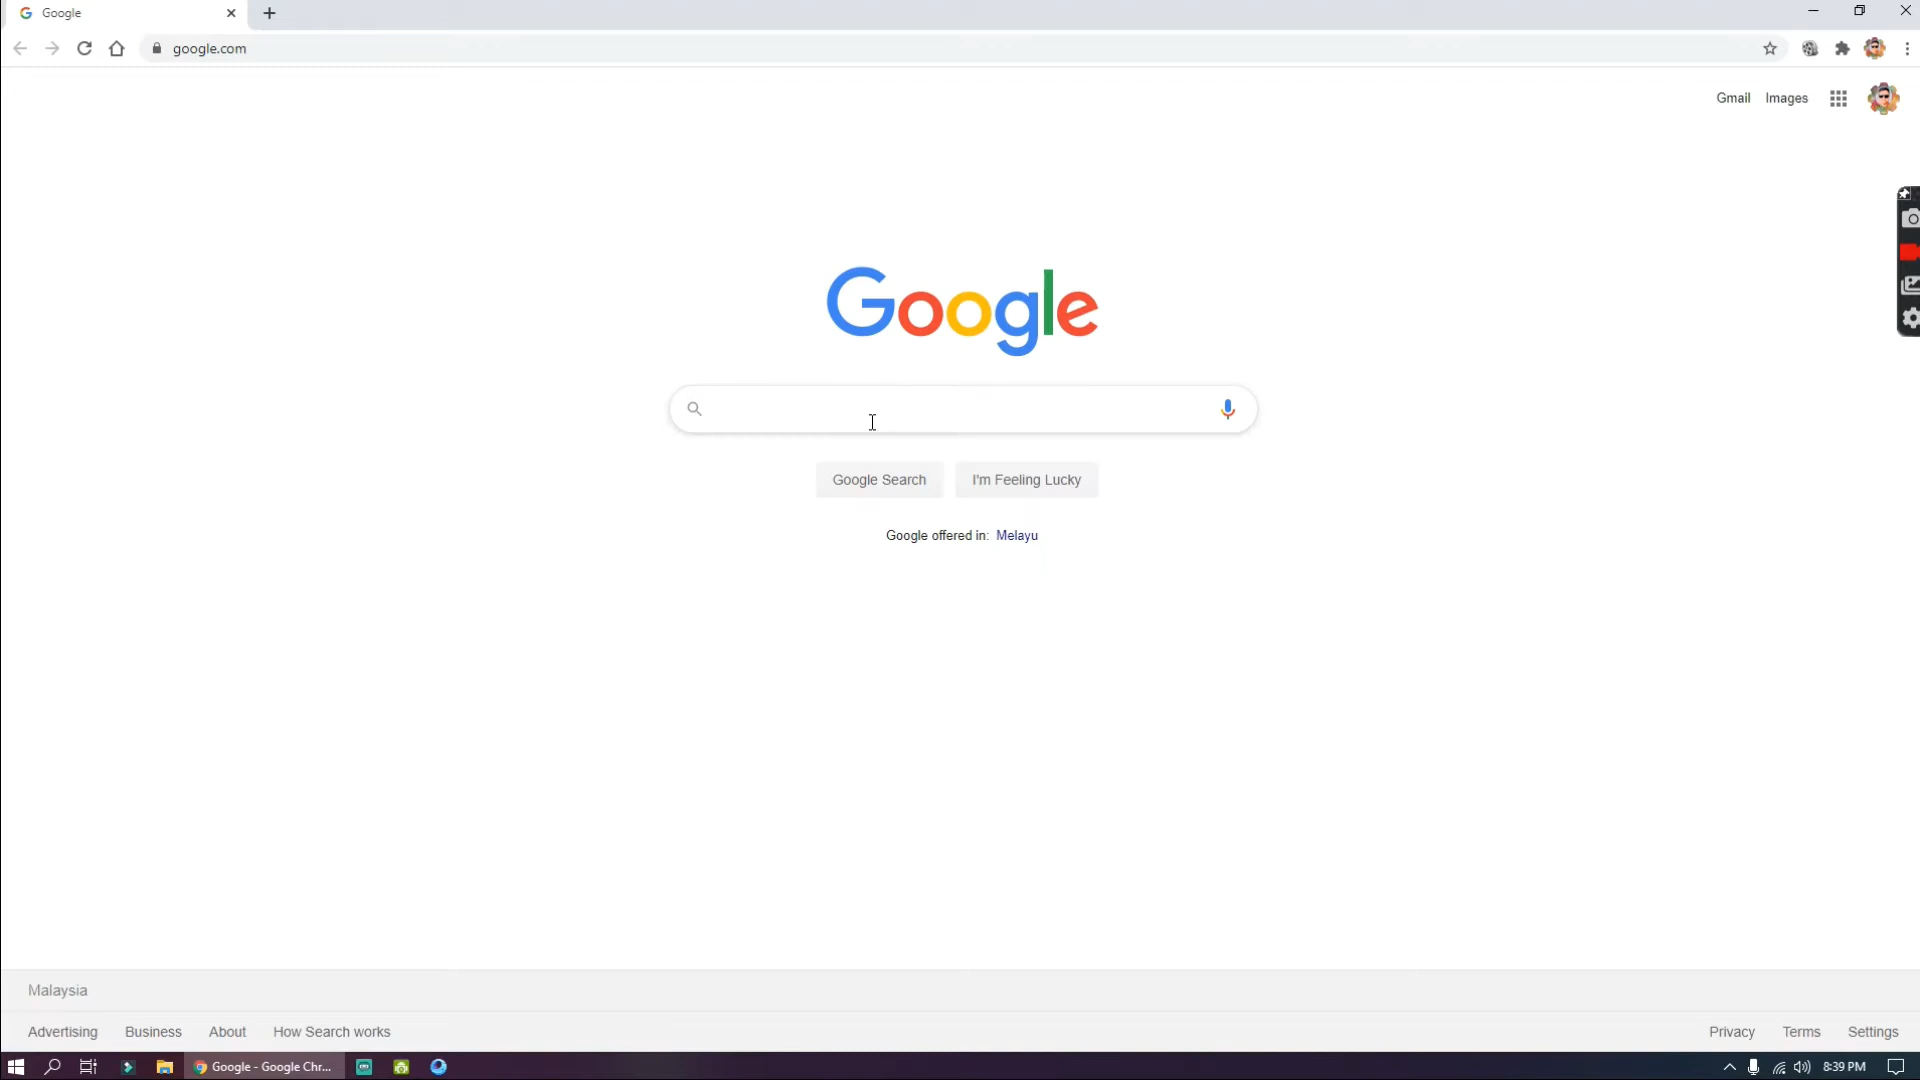 Google
google.com
Gmail Images
Google
Google Search I'm Feeling Lucky
Google offered in: Melayu
Malaysia
Advertising Business About How Search works Privacy Terms Settings
Google - Google Chr... 8:39 PM